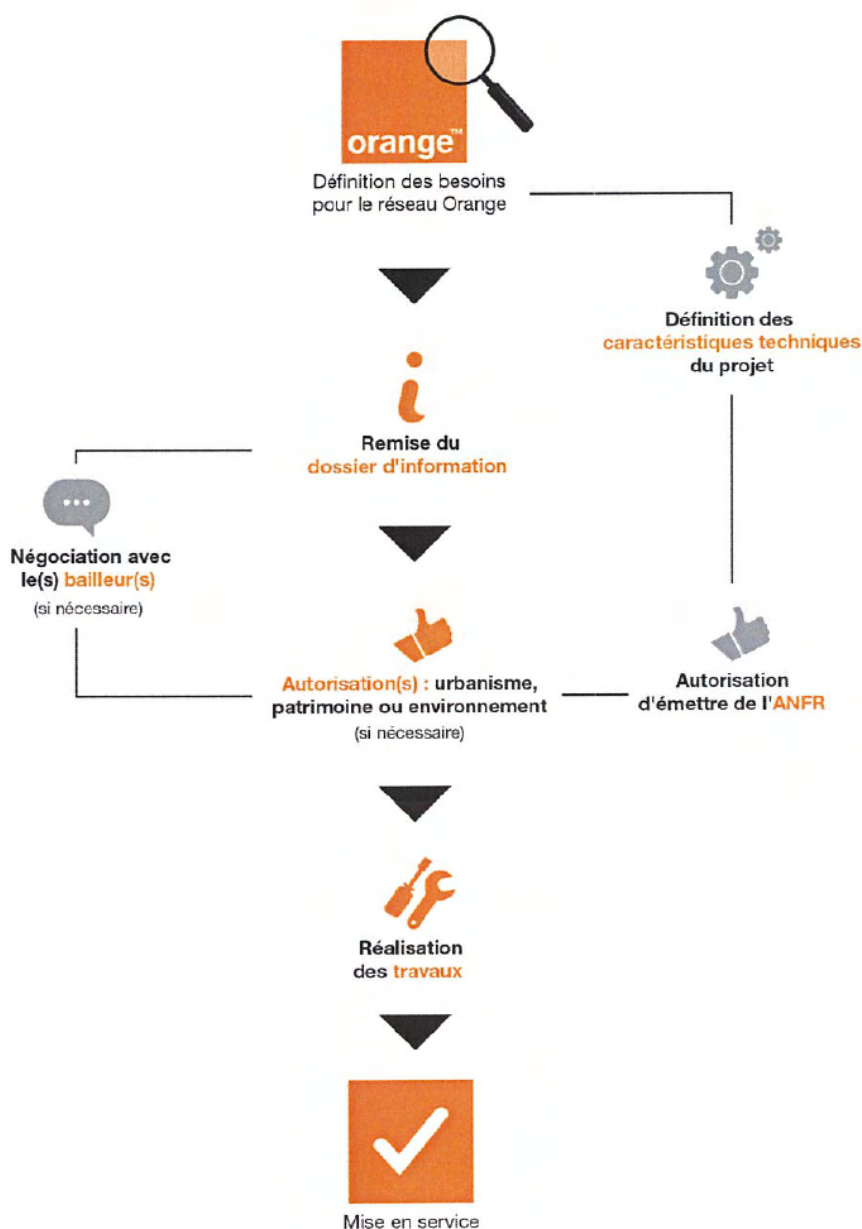 orange™
Définition des besoins
pour le réseau Orange
Définition des
caractéristiques techniques
du projet
Remise du
dossier d'information
Négociation avec
le(s) bailleur(s)
(si nécessaire)
Autorisation(s) : urbanisme,
patrimoine ou environnement
(si nécessaire)
Autorisation
d'émettre de l'ANFR
Réalisation
des travaux
Mise en service